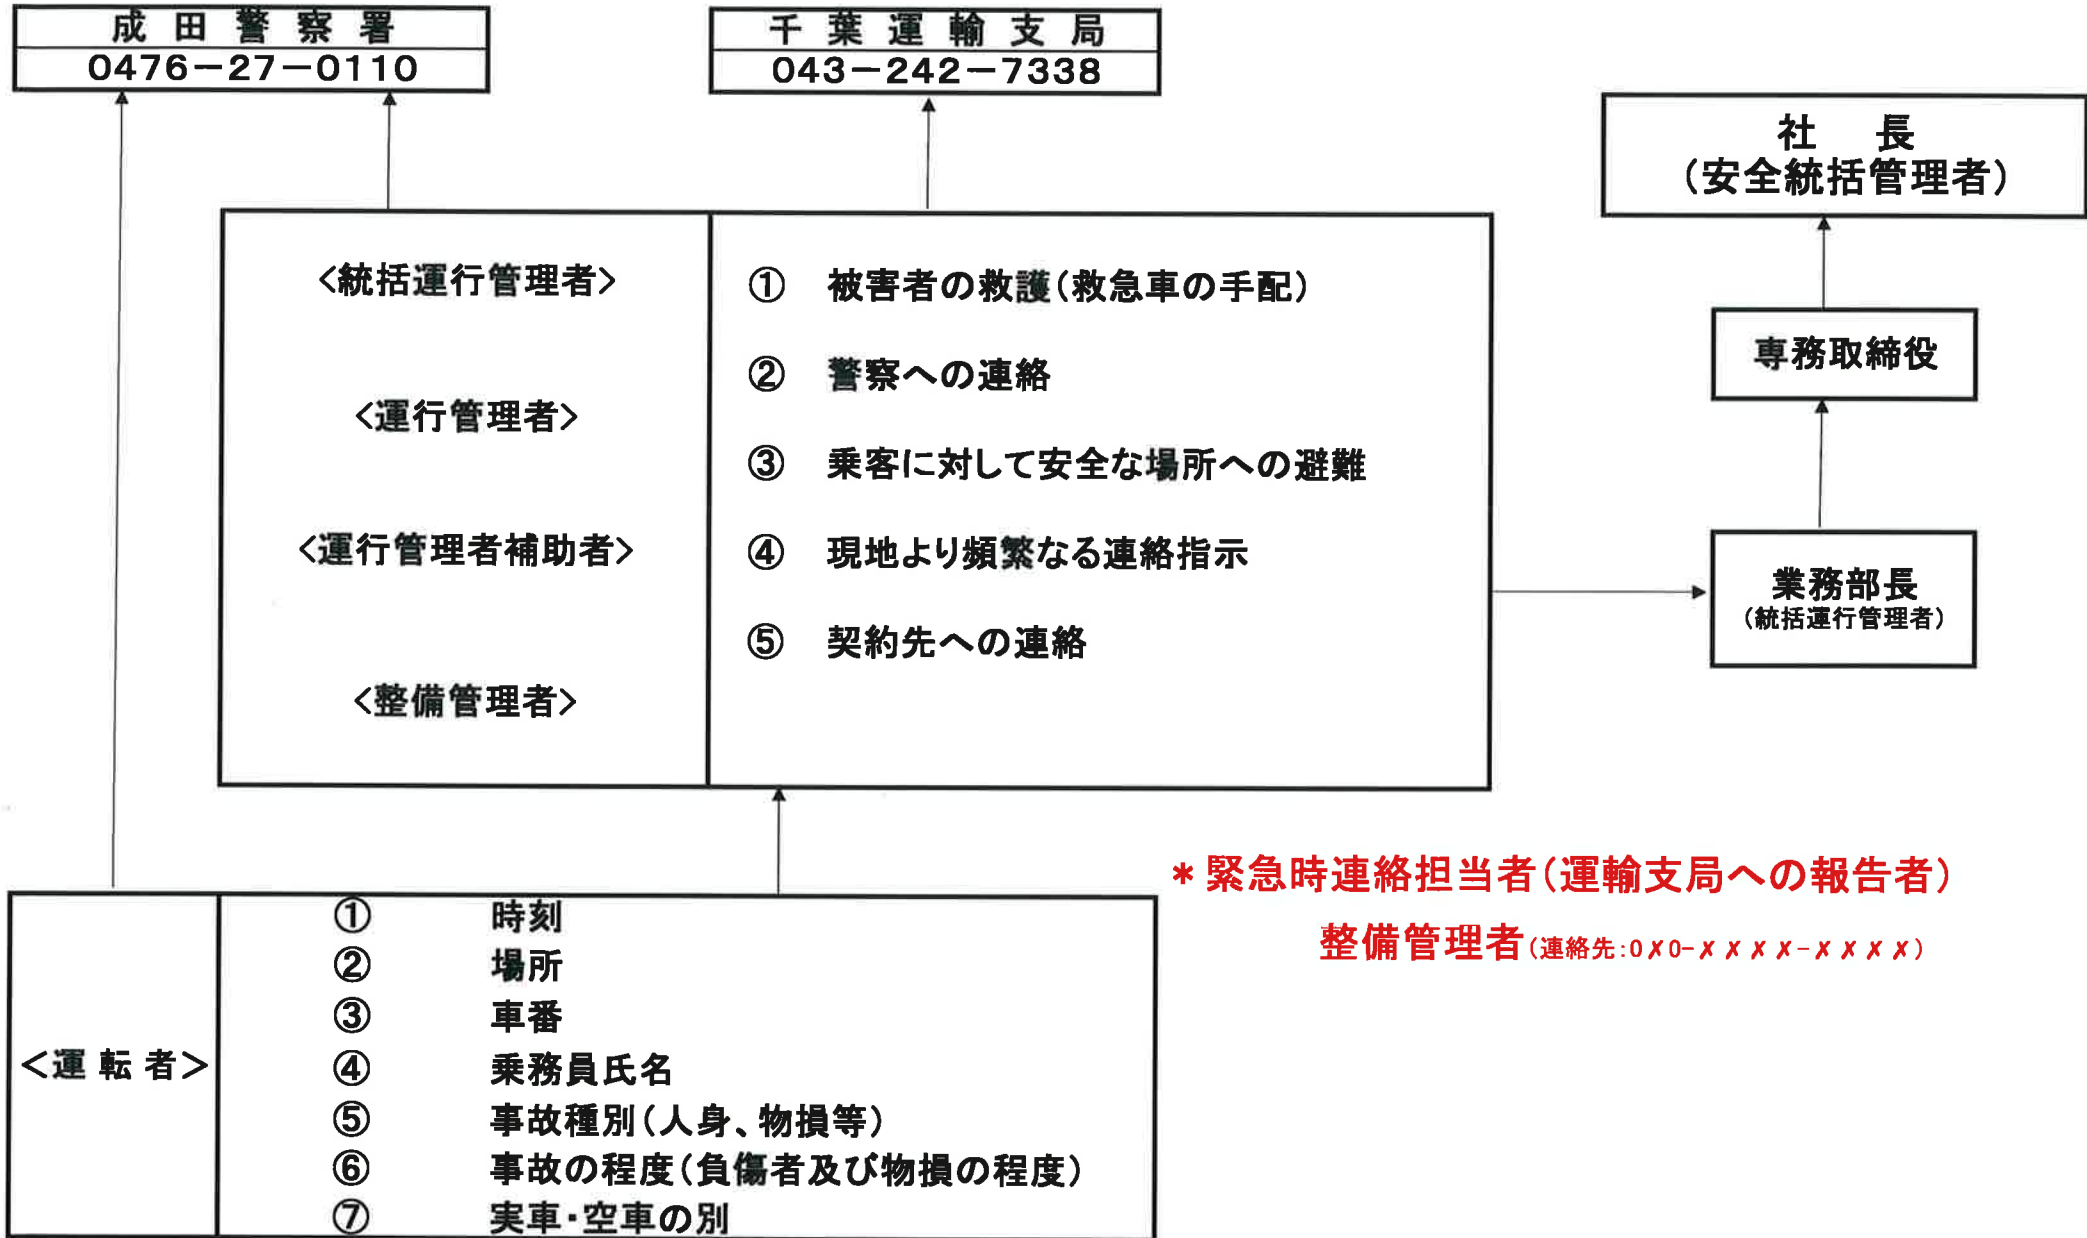 成田警察署
0476-27-0110
千葉運輸支局
043-242-7338
社　長
(安全統括管理者)
専務取締役
業務部長
(統括運行管理者)
<統括運行管理者>
<運行管理者>
<運行管理者補助者>
<整備管理者>
①　被害者の救護(救急車の手配)
②　警察への連絡
③　乗客に対して安全な場所への避難
④　現地より頻繁なる連絡指示
⑤　契約先への連絡
*緊急時連絡担当者(運輸支局への報告者)
整備管理者(連絡先:0✗0-✗✗✗✗-✗✗✗✗)
<運転者>
①　時刻
②　場所
③　車番
④　乗務員氏名
⑤　事故種別(人身、物損等)
⑥　事故の程度(負傷者及び物損の程度)
⑦　実車・空車の別